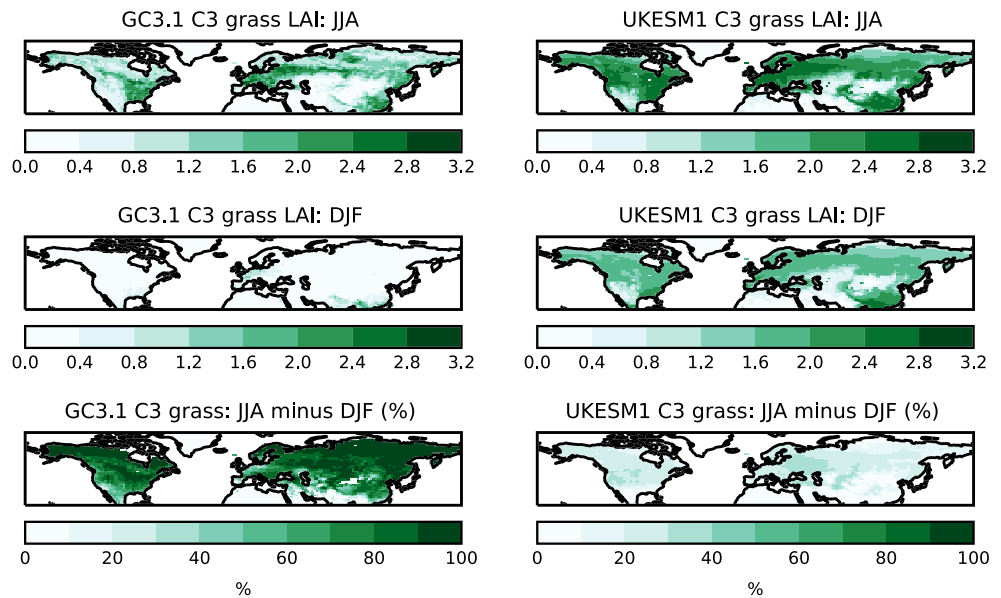 GC3.1 C3 grass LAI: JJA
UKESM1 C3 grass LAI: JJA
0.0 0.4 0.8 1.2 1.6 2.0 2.4 2.8 3.2
0.0 0.4 0.8 1.2 1.6 2.0 2.4 2.8 3.2
GC3.1 C3 grass LAI: DJF
UKESM1 C3 grass LAI: DJF
0.0 0.4 0.8 1.2 1.6 2.0 2.4 2.8 3.2
0.0 0.4 0.8 1.2 1.6 2.0 2.4 2.8 3.2
GC3.1 C3 grass: JJA minus DJF (%)
UKESM1 C3 grass: JJA minus DJF (%)
0 20 40 60 80 100
0 20 40 60 80 100
%
%